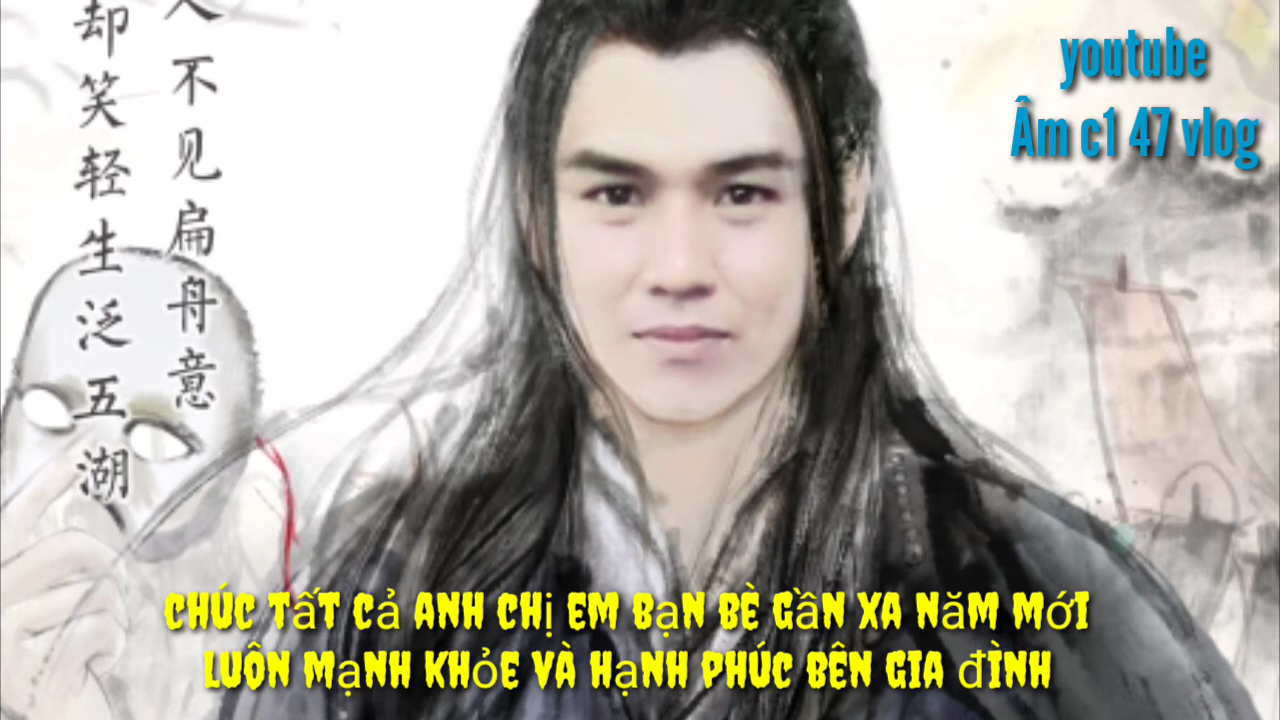 youtube
Âm c1 47 vlog
人不见扁舟意
却笑轻生泛五湖
CHÚC TẤT CẢ ANH CHỊ EM BẠN BÈ GẦN XA NĂM MỚI
LUÔN MẠNH KHỎE VÀ HẠNH PHÚC BÊN GIA ĐÌNH